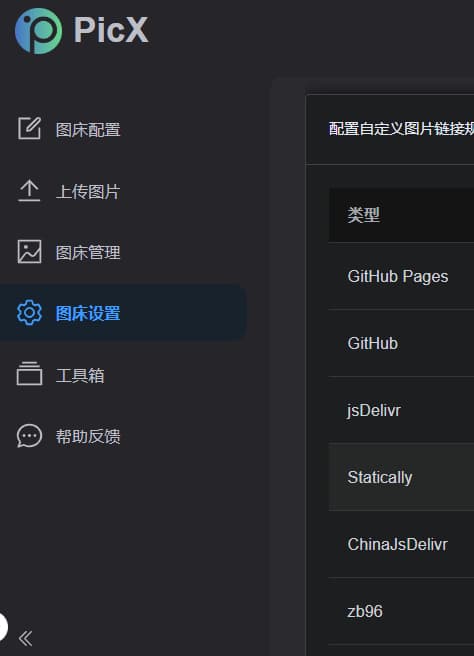 PicX
图床配置
上传图片
图床管理
图床设置
工具箱
帮助反馈
配置自定义图片链接规
类型
GitHub Pages
GitHub
jsDelivr
Statically
ChinaJsDelivr
zb96